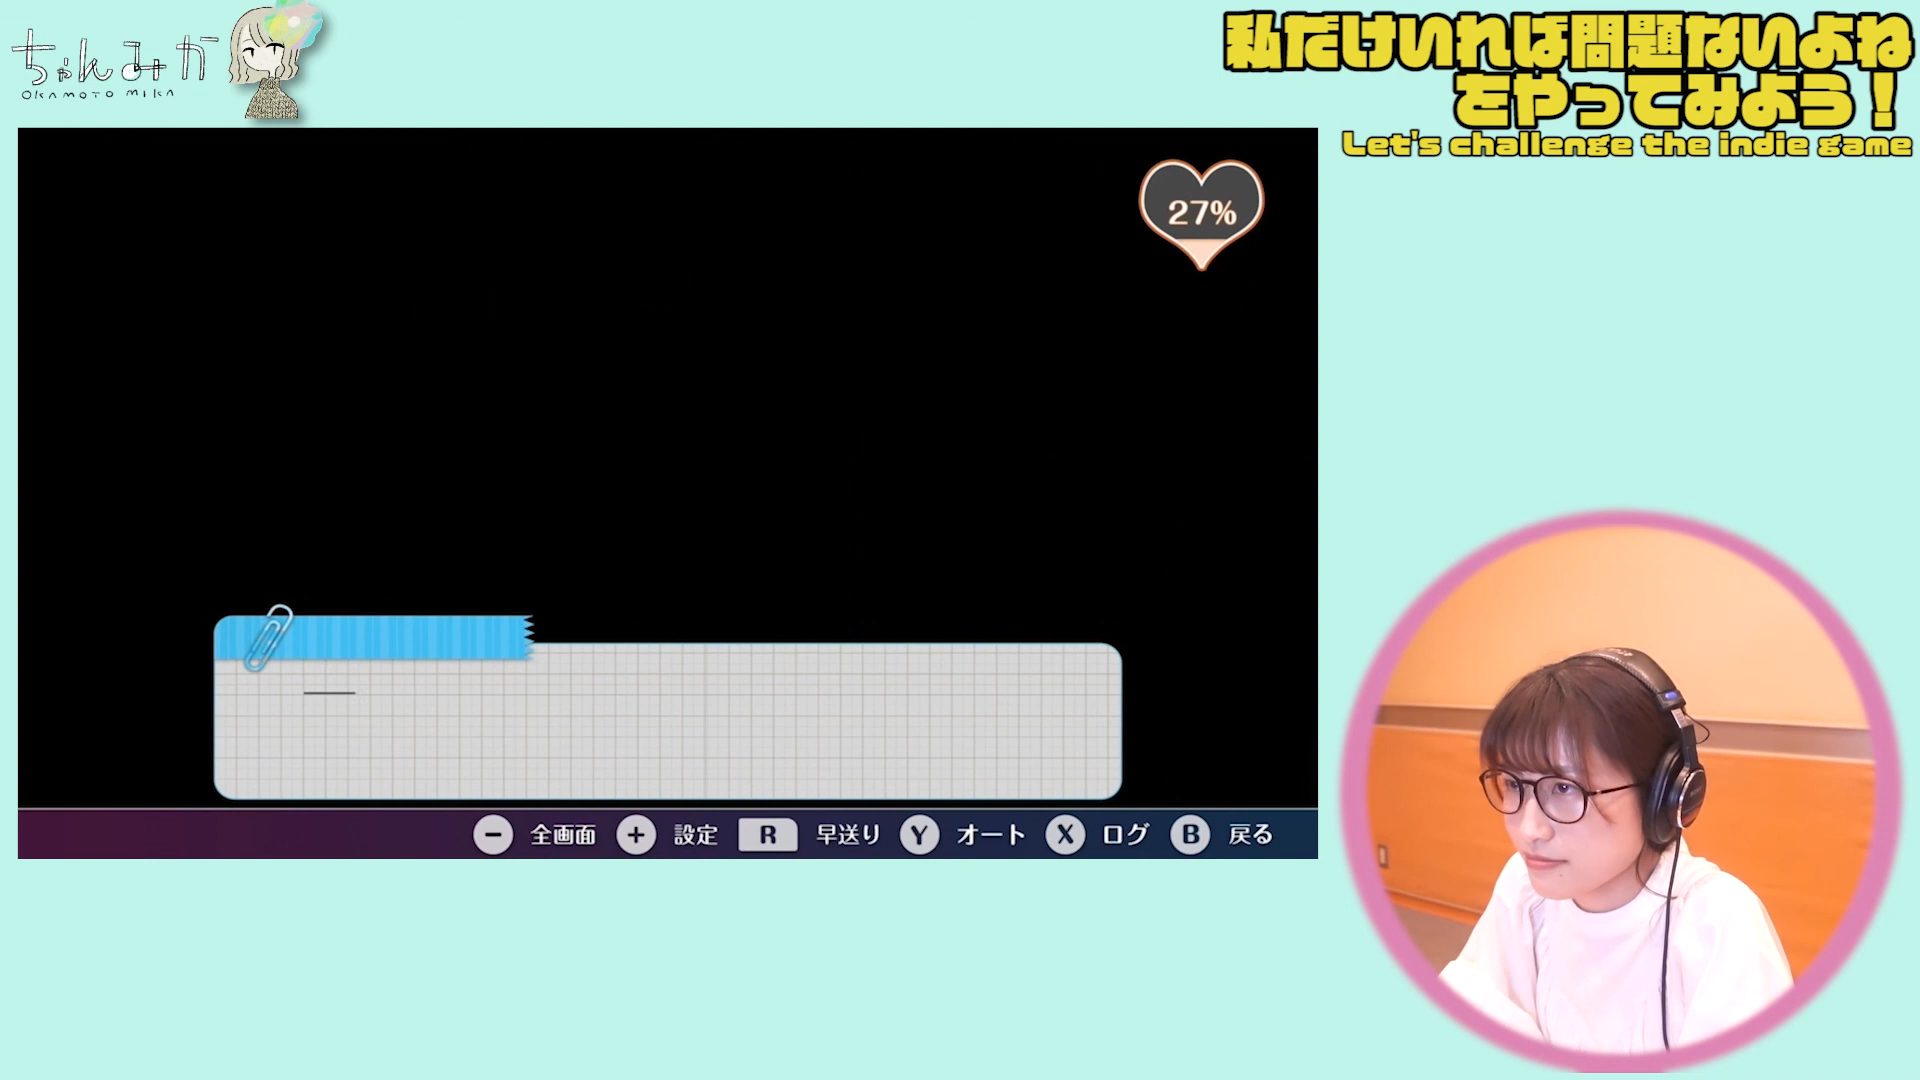 ちゃんみか
OKAMOTO MIKA
私だけいれば問題ないよね
をやってみよう！
Let's challenge the indie game
27%
――
− 全画面 + 設定 R 早送り Y オート X ログ B 戻る